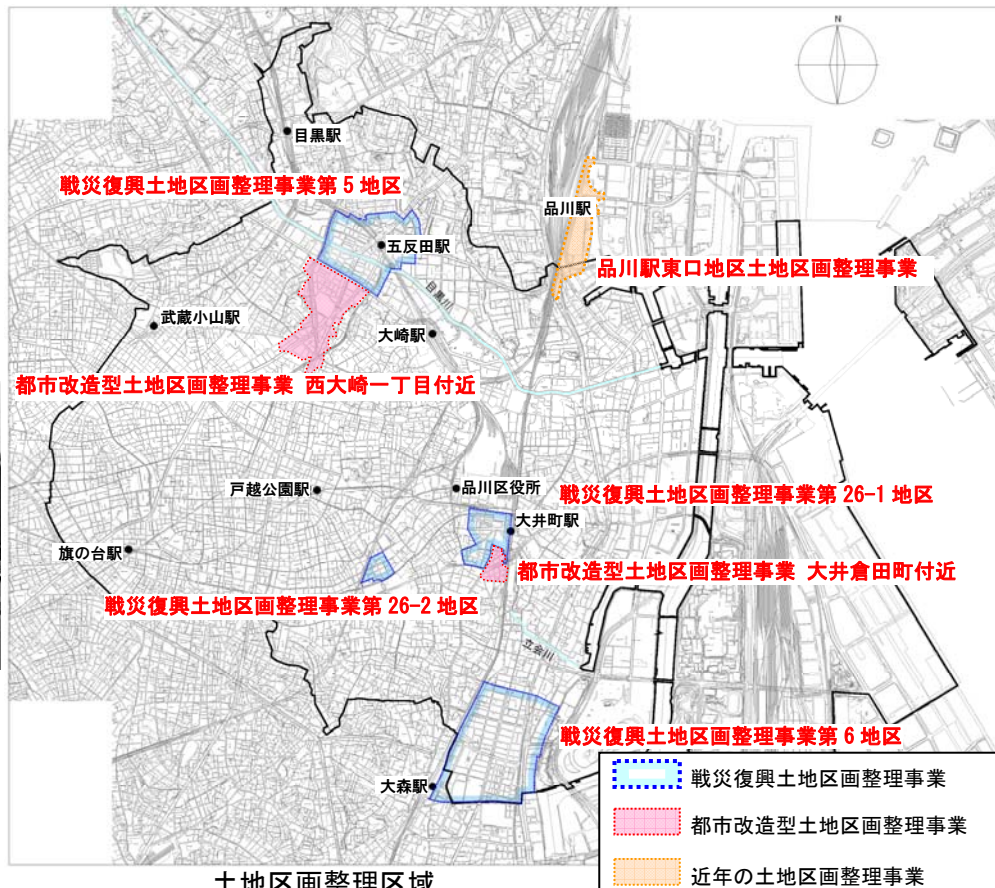 N
目黒駅
戦災復興土地区画整理事業第 5 地区
品川駅
五反田駅
品川駅東口地区土地区画整理事業
目黒川
武蔵小山駅
大崎駅
都市改造型土地区画整理事業 西大崎一丁目付近
戸越公園駅
品川区役所
戦災復興土地区画整理事業第 26-1 地区
大井町駅
旗の台駅
都市改造型土地区画整理事業 大井倉田町付近
戦災復興土地区画整理事業第 26-2 地区
立会川
戦災復興土地区画整理事業第 6 地区
大森駅
戦災復興土地区画整理事業
都市改造型土地区画整理事業
近年の土地区画整理事業
土地区画整理区域